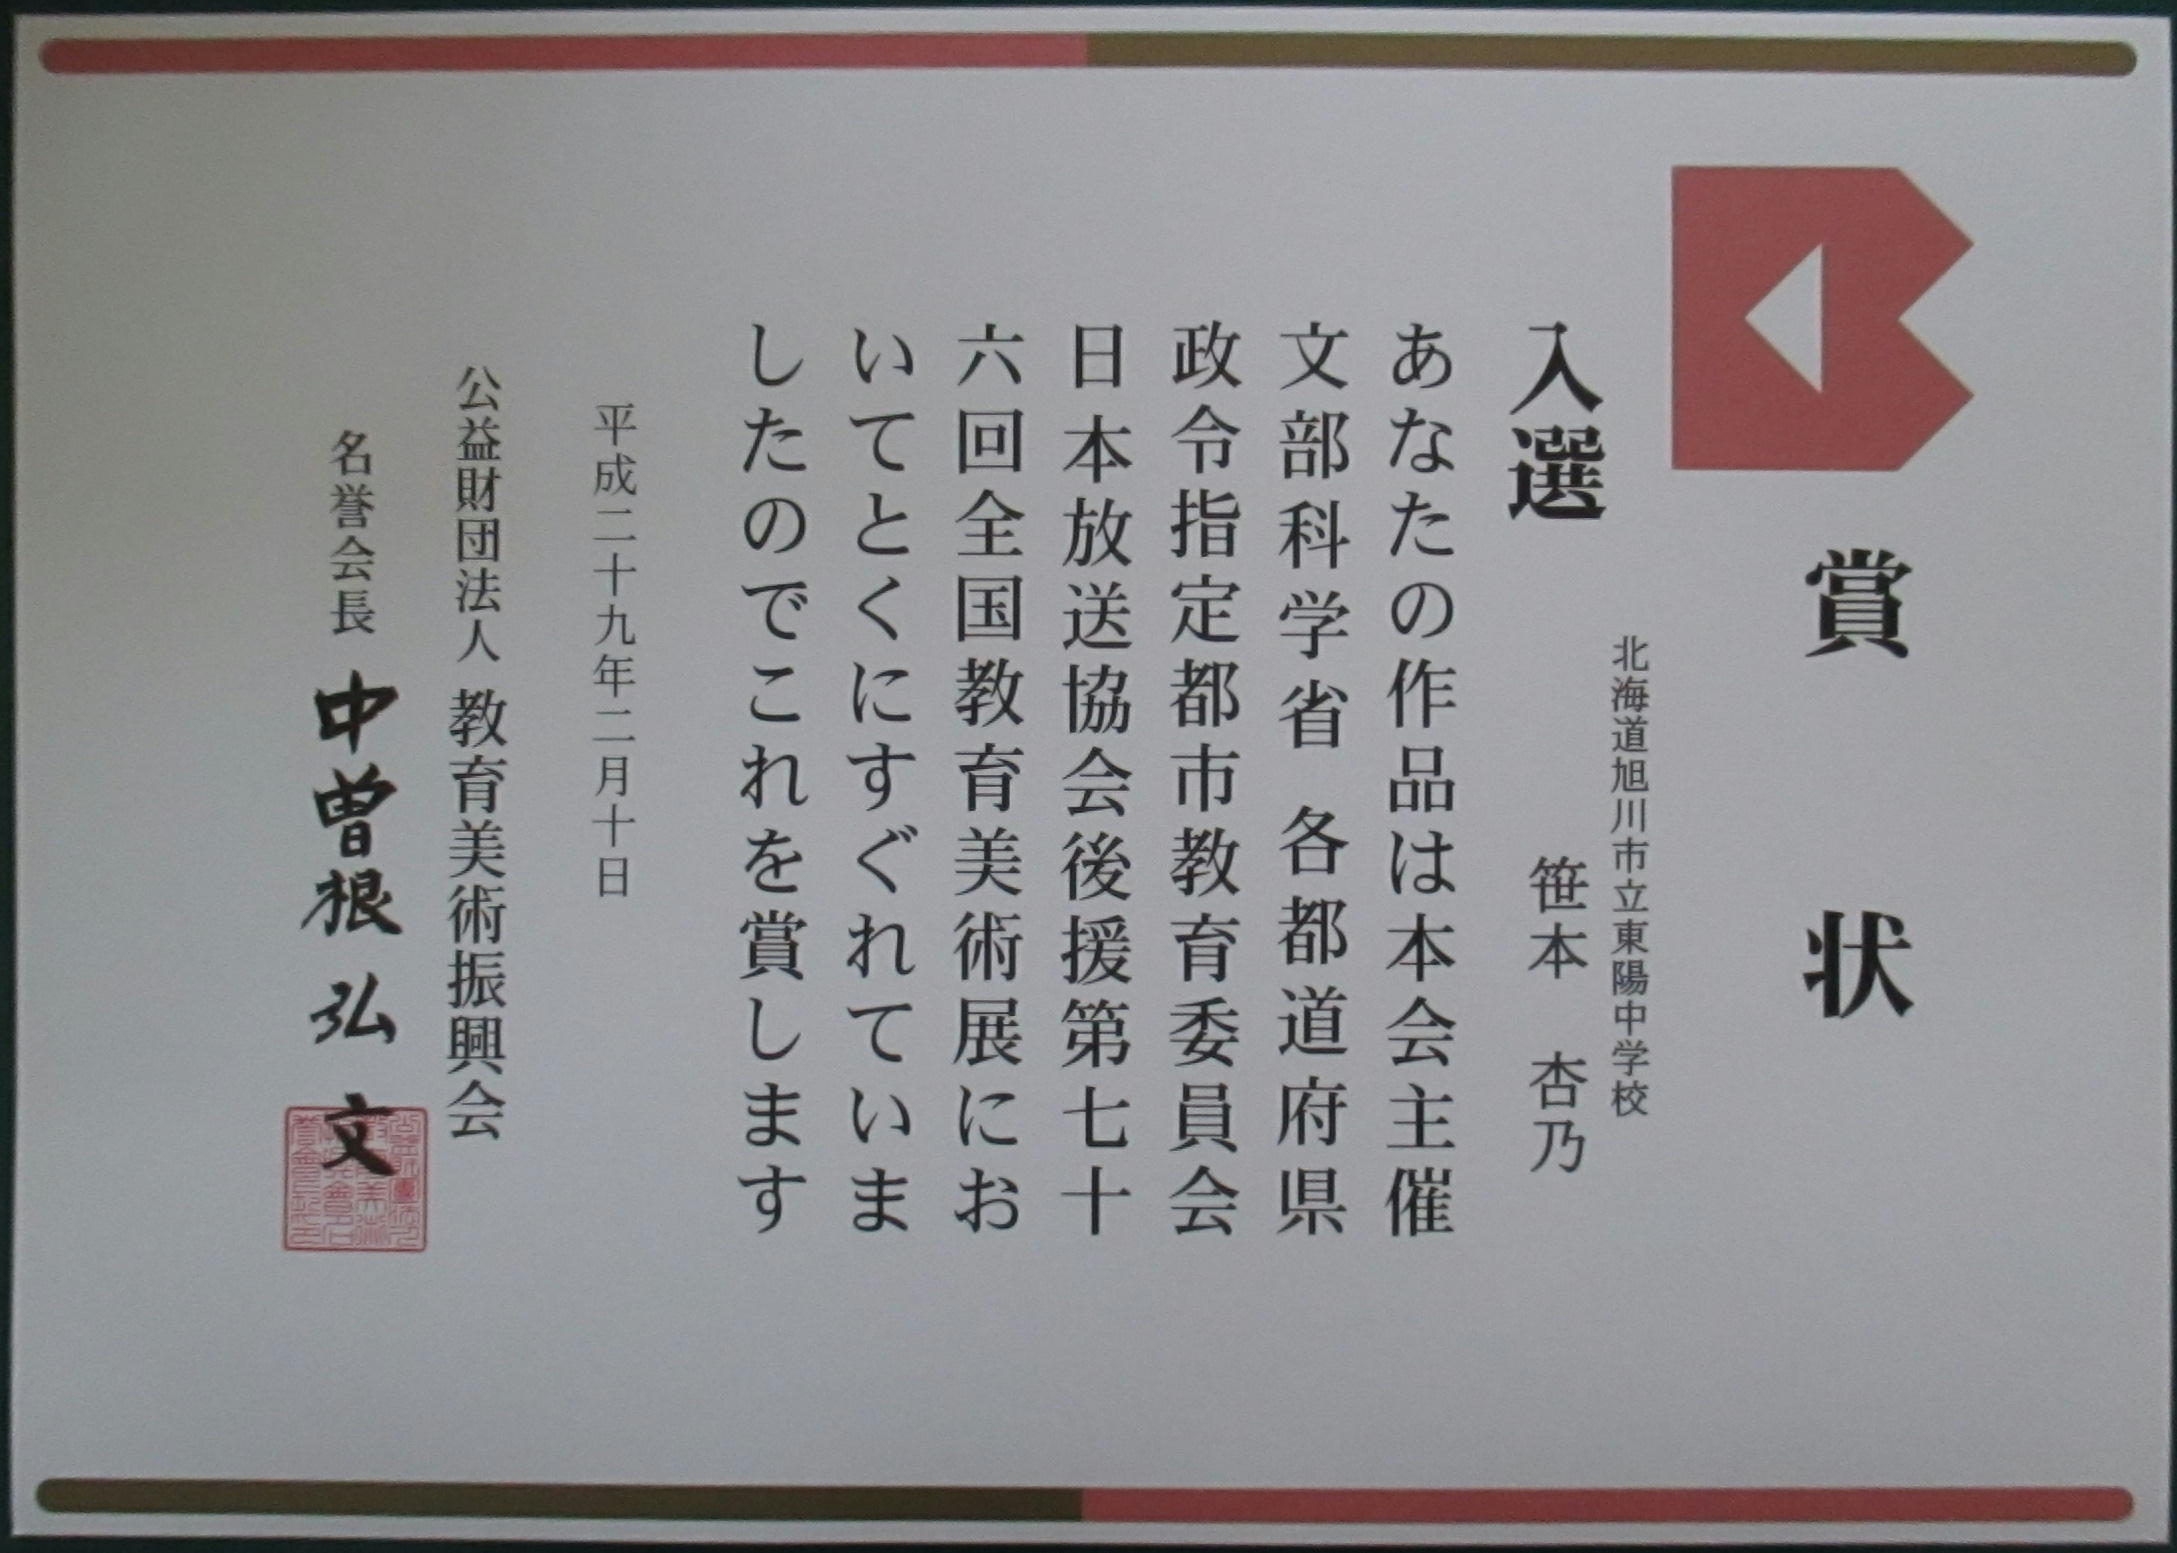 賞状
北海道旭川市立東陽中学校
入選 笹本 杏乃
あなたの作品は本会主催
文部科学省 各都道府県
政令指定都市教育委員会
日本放送協会後援第七十
六回全国教育美術展にお
いてとくにすぐれていま
したのでこれを賞します
平成二十九年二月十日
公益財団法人 教育美術振興会
名誉会長 中曽根弘文